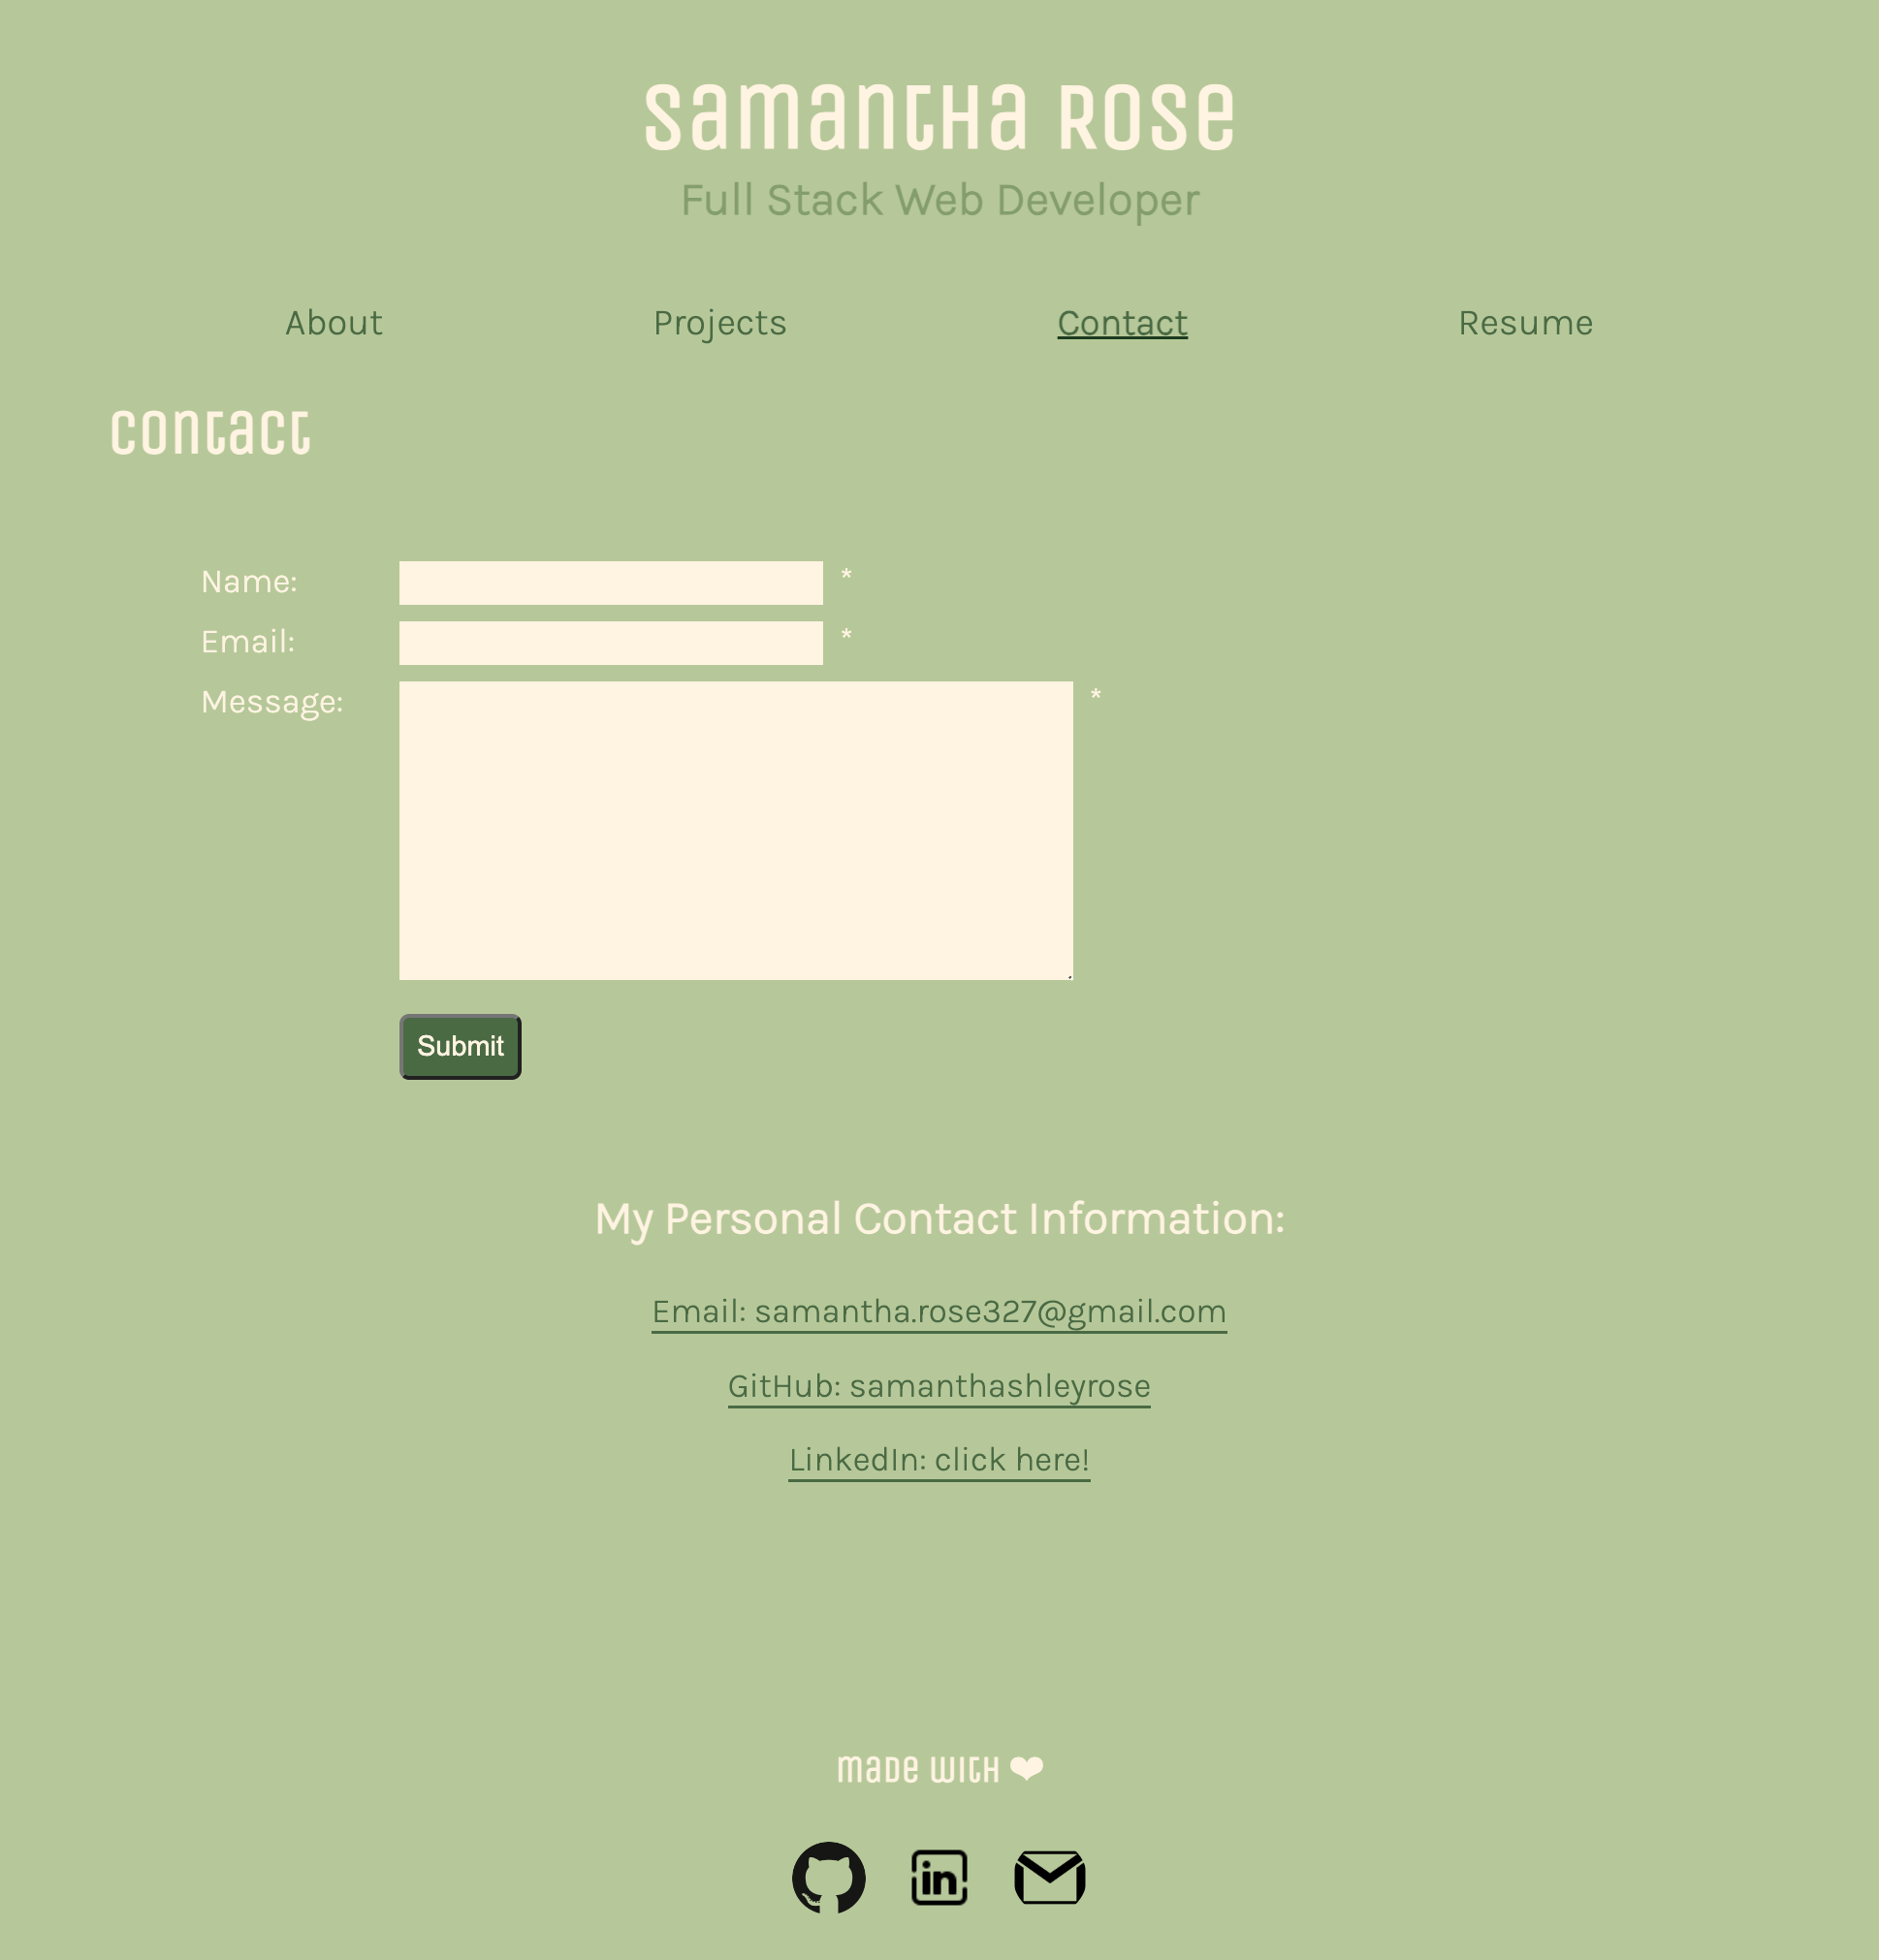 Samantha Rose
Full Stack Web Developer
About Projects Contact Resume
Contact
Name: *
Email: *
Message: *
Submit
My Personal Contact Information:
Email: samantha.rose327@gmail.com
GitHub: samanthashleyrose
LinkedIn: click here!
Made with ❤
in